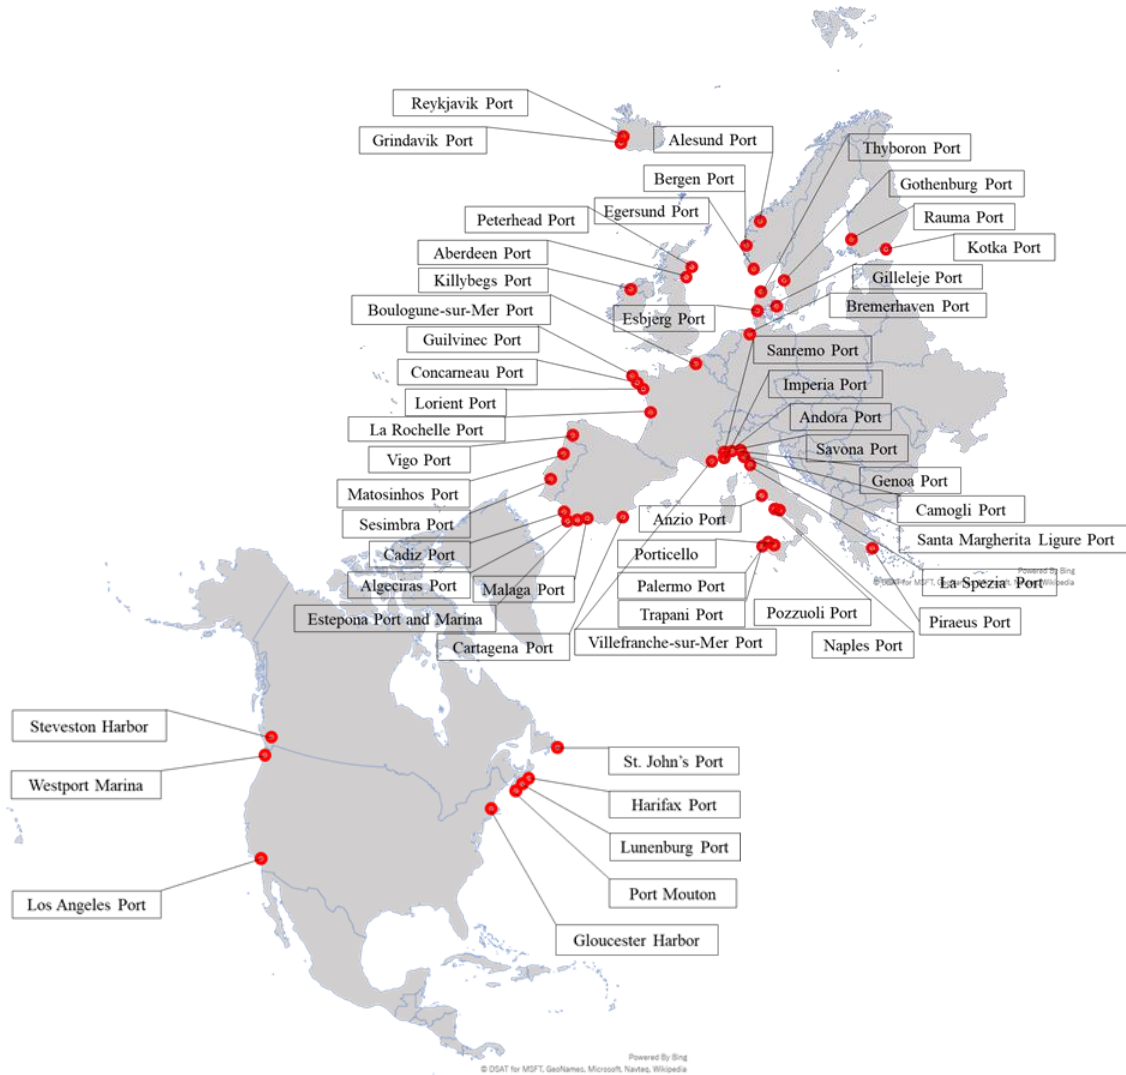 Reykjavik Port
Grindavik Port
Alesund Port
Thyboron Port
Bergen Port
Gothenburg Port
Egersund Port
Rauma Port
Peterhead Port
Kotka Port
Aberdeen Port
Gilleleje Port
Killybegs Port
Bremerhaven Port
Boulogune-sur-Mer Port
Esbjerg Port
Guilvinec Port
Sanremo Port
Concarneau Port
Imperia Port
Lorient Port
Andora Port
La Rochelle Port
Savona Port
Vigo Port
Genoa Port
Matosinhos Port
Camogli Port
Sesimbra Port
Anzio Port
Santa Margherita Ligure Port
Cadiz Port
Porticello
Powered By Bing
La Spezia Port
Algeciras Port
Malaga Port
Palermo Port
Trapani Port
Pozzuoli Port
Piraeus Port
Estepona Port and Marina
Cartagena Port
Villefranche-sur-Mer Port
Naples Port
Steveston Harbor
St. John's Port
Westport Marina
Harifax Port
Lunenburg Port
Port Mouton
Los Angeles Port
Gloucester Harbor
Powered By Bing
© DSAT for MSFT, GeoNames, Microsoft, Navteq, Wikipedia